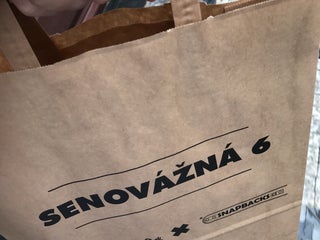 SENOVÁŽNÁ 6
× SNAPBACKS